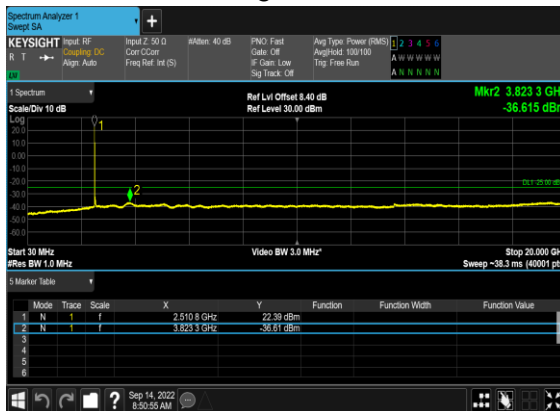 Spectrum Analyzer 1
Swept SA
KEYSIGHT Input: RF Input Z: 50 Ω #Atten: 40 dB PNO: Fast Avg Type: Power (RMS) 1 2 3 4 5 6
R T Coupling: DC Corr CCorr Gate: Off Avg|Hold: 100/100 A W W W W W
Align: Auto Freq Ref: Int (S) IF Gain: Low Trig: Free Run
Sig Track: Off A N N N N N
1 Spectrum
Scale/Div 10 dB
Ref Lvl Offset 8.40 dB
Ref Level 30.00 dBm
Mkr2 3.823 3 GH
-36.615 dB
Log
20.0
10.0
0.00
-10.0
-20.0
-30.0
-40.0
-50.0
-60.0
1
2
DL1 -25.00 dB
Start 30 MHz Video BW 3.0 MHz* Stop 20.000 GH
#Res BW 1.0 MHz Sweep ~38.3 ms (40001 pt
5 Marker Table
Mode Trace Scale X Y Function Function Width Function Value
1 N 1 f 2.510 8 GHz 22.39 dBm
2 N 1 f 3.823 3 GHz -36.61 dBm
3
4
5
6
? Sep 14, 2022
8:50:55 AM